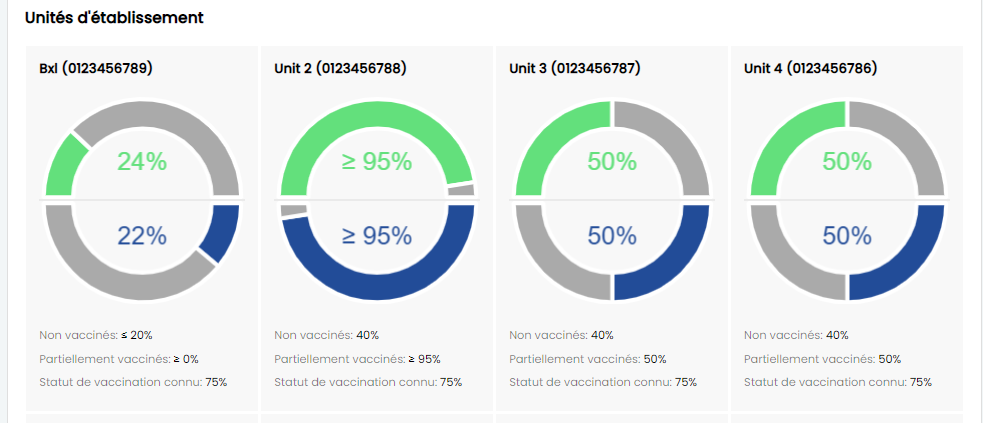 Unités d'établissement
Bxl (0123456789)
24%
22%
Non vaccinés: ≤ 20%
Partiellement vaccinés: ≥ 0%
Statut de vaccination connu: 75%
Unit 2 (0123456788)
≥ 95%
≥ 95%
Non vaccinés: 40%
Partiellement vaccinés: ≥ 95%
Statut de vaccination connu: 75%
Unit 3 (0123456787)
50%
50%
Non vaccinés: 40%
Partiellement vaccinés: 50%
Statut de vaccination connu: 75%
Unit 4 (0123456786)
50%
50%
Non vaccinés: 40%
Partiellement vaccinés: 50%
Statut de vaccination connu: 75%